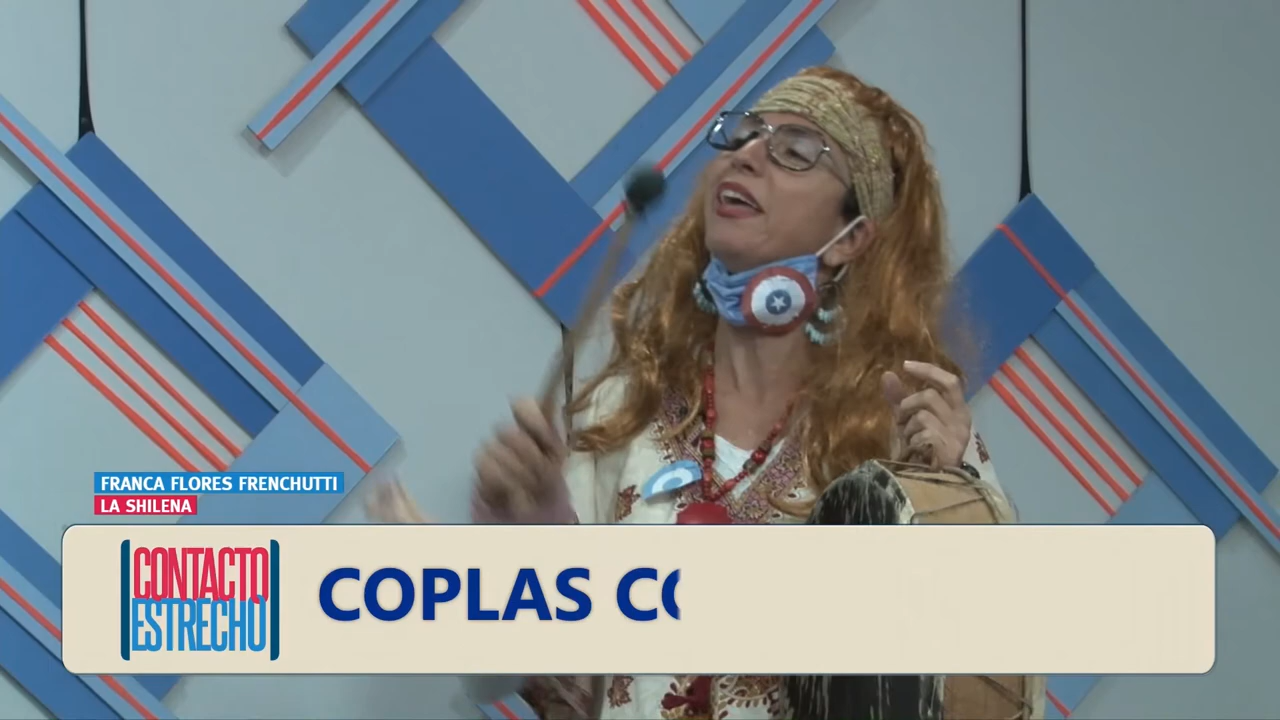 FRANCA FLORES FRENCHUTTI
LA SHILENA
CONTACTO
ESTRECHO
COPLAS